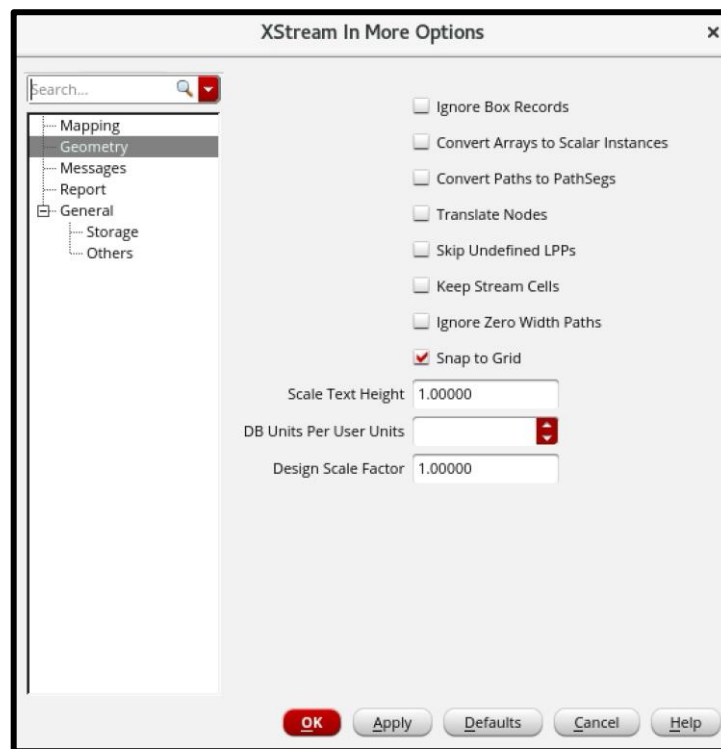 XStream In More Options
Search...
Mapping
Geometry
Messages
Report
General
Storage
Others
Ignore Box Records
Convert Arrays to Scalar Instances
Convert Paths to PathSegs
Translate Nodes
Skip Undefined LPPs
Keep Stream Cells
Ignore Zero Width Paths
Snap to Grid
Scale Text Height 1.00000
DB Units Per User Units
Design Scale Factor 1.00000
OK Apply Defaults Cancel Help